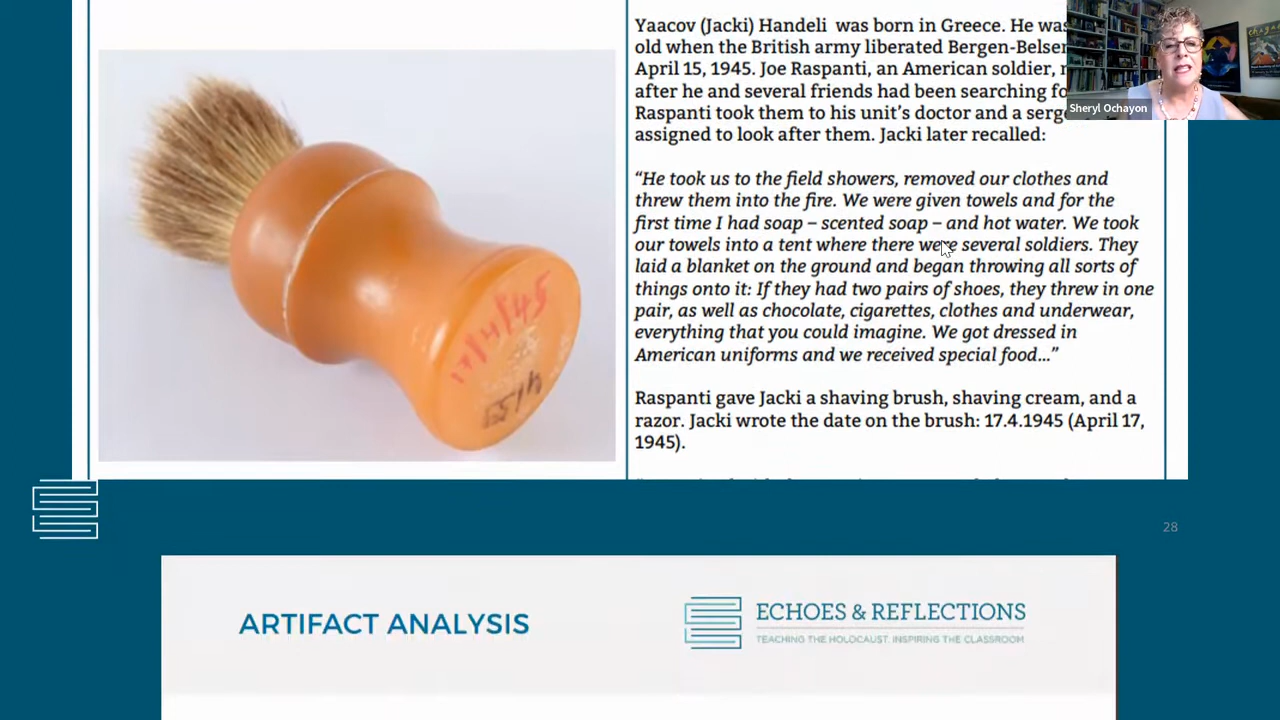 Yaacov (Jacki) Handeli was born in Greece. He was
old when the British army liberated Bergen-Belsen
April 15, 1945. Joe Raspanti, an American soldier,
after he and several friends had been searching
Raspanti took them to his unit's doctor and a
assigned to look after them. Jacki later recalled:
“He took us to the field showers, removed our clothes and
threw them into the fire. We were given towels and for the
first time I had soap – scented soap – and hot water. We took
our towels into a tent where there were several soldiers. They
laid a blanket on the ground and began throwing all sorts of
things onto it: If they had two pairs of shoes, they threw in one
pair, as well as chocolate, cigarettes, clothes and underwear,
everything that you could imagine. We got dressed in
American uniforms and we received special food...”
Raspanti gave Jacki a shaving brush, shaving cream, and a
razor. Jacki wrote the date on the brush: 17.4.1945 (April 17,
1945).
Sheryl Ochayon
17/4/45
28
ARTIFACT ANALYSIS
ECHOES & REFLECTIONS
TEACHING THE HOLOCAUST. INSPIRING THE CLASSROOM